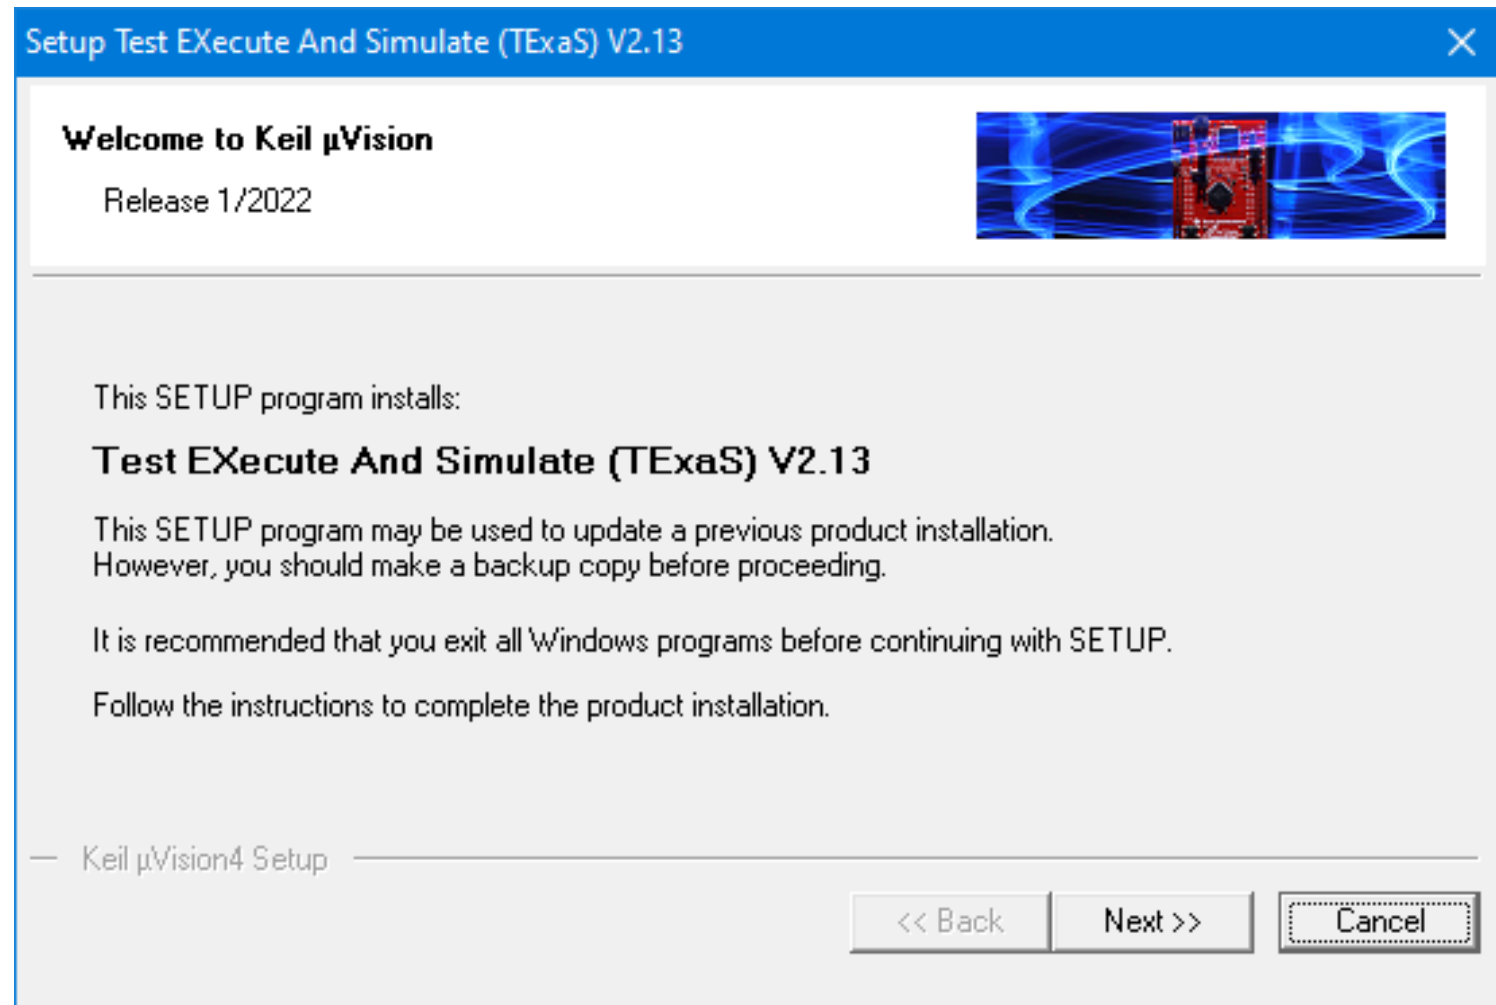 Setup Test EXecute And Simulate (TExaS) V2.13
Welcome to Keil µVision
Release 1/2022
This SETUP program installs:
Test EXecute And Simulate (TExaS) V2.13
This SETUP program may be used to update a previous product installation.
However, you should make a backup copy before proceeding.
It is recommended that you exit all Windows programs before continuing with SETUP.
Follow the instructions to complete the product installation.
Keil µVision4 Setup
<< Back
Next >>
Cancel